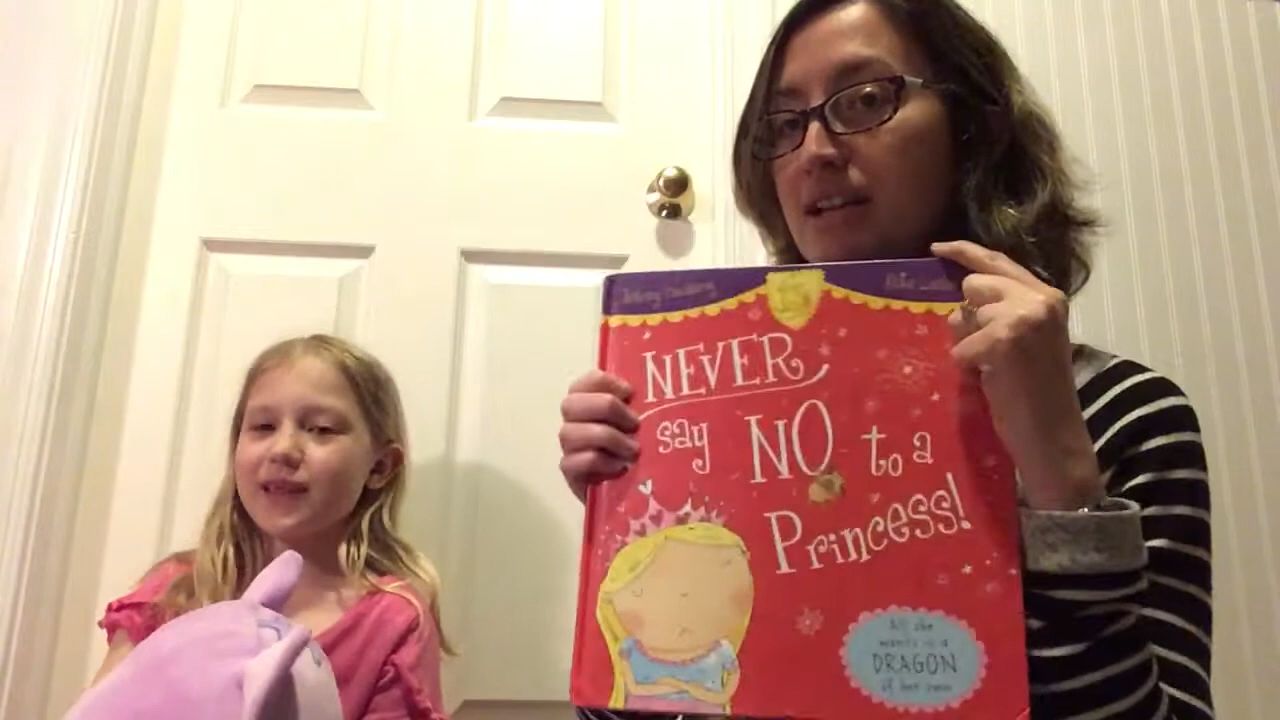 NEVER
say NO to a
Princess!
All she
wants is a
DRAGON
of her own